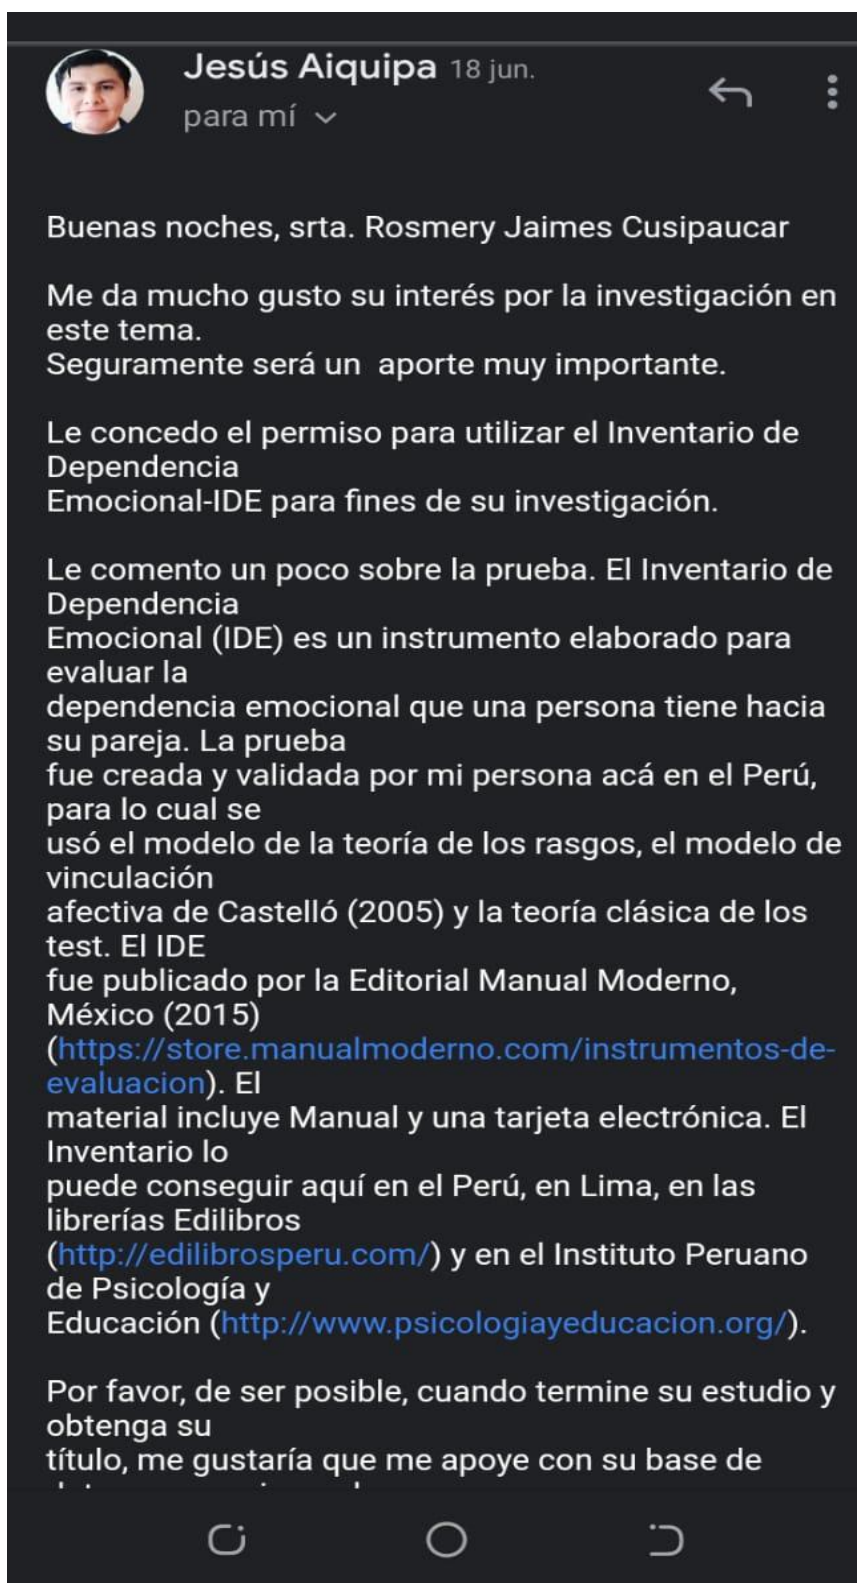 Jesús Aiquipa 18 jun.
para mí
Buenas noches, srta. Rosmery Jaimes Cusipaucar
Me da mucho gusto su interés por la investigación en
este tema.
Seguramente será un aporte muy importante.
Le concedo el permiso para utilizar el Inventario de
Dependencia
Emocional-IDE para fines de su investigación.
Le comento un poco sobre la prueba. El Inventario de
Dependencia
Emocional (IDE) es un instrumento elaborado para
evaluar la
dependencia emocional que una persona tiene hacia
su pareja. La prueba
fue creada y validada por mi persona acá en el Perú,
para lo cual se
usó el modelo de la teoría de los rasgos, el modelo de
vinculación
afectiva de Castelló (2005) y la teoría clásica de los
test. El IDE
fue publicado por la Editorial Manual Moderno,
México (2015)
(https://store.manualmoderno.com/instrumentos-de-
evaluacion). El
material incluye Manual y una tarjeta electrónica. El
Inventario lo
puede conseguir aquí en el Perú, en Lima, en las
librerías Edilibros
(http://edilibrosperu.com/) y en el Instituto Peruano
de Psicología y
Educación (http://www.psicologiayeducacion.org/).
Por favor, de ser posible, cuando termine su estudio y
obtenga su
título, me gustaría que me apoye con su base de